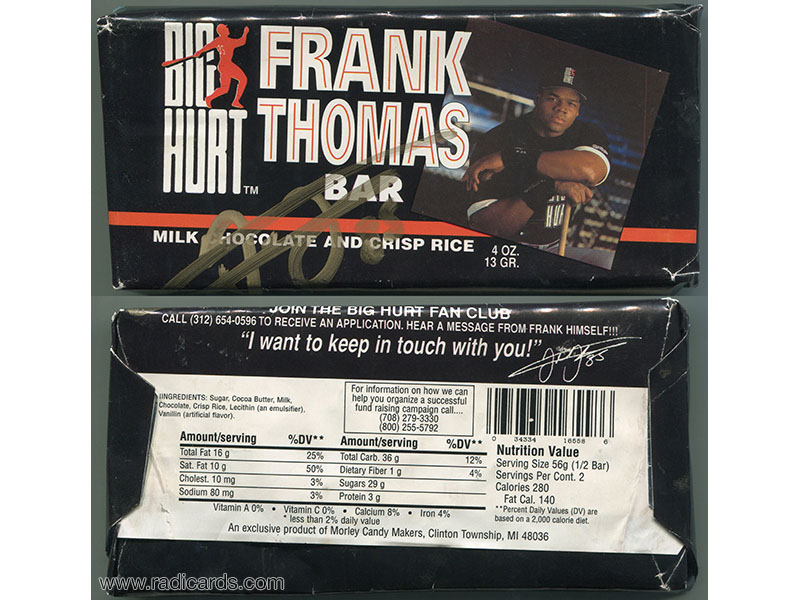 BIG
HURT™
FRANK
THOMAS
BAR
BIG
HURT
MILK CHOCOLATE AND CRISP RICE
4 OZ.
13 GR.
JOIN THE BIG HURT FAN CLUB
CALL (312) 654-0596 TO RECEIVE AN APPLICATION. HEAR A MESSAGE FROM FRANK HIMSELF!!!
"I want to keep in touch with you!"
IINGREDIENTS: Sugar, Cocoa Butter, Milk,
Chocolate, Crisp Rice, Lecithin (an emulsifier),
Vanillin (artificial flavor).
For information on how we can
help you organize a successful
fund raising campaign call....
(708) 279-3330
(800) 255-5792
0 34334 16558 6
Amount/serving %DV** Amount/serving %DV**
Total Fat 16 g 25% Total Carb. 36 g 12%
Sat. Fat 10 g 50% Dietary Fiber 1 g 4%
Cholest. 10 mg 3% Sugars 29 g
Sodium 80 mg 3% Protein 3 g
Vitamin A 0% • Vitamin C 0% • Calcium 8% • Iron 4%
* less than 2% daily value
Nutrition Value
Serving Size 56g (1/2 Bar)
Servings Per Cont. 2
Calories 280
Fat Cal. 140
**Percent Daily Values (DV) are
based on a 2,000 calorie diet.
An exclusive product of Morley Candy Makers, Clinton Township, MI 48036
www.radicards.com